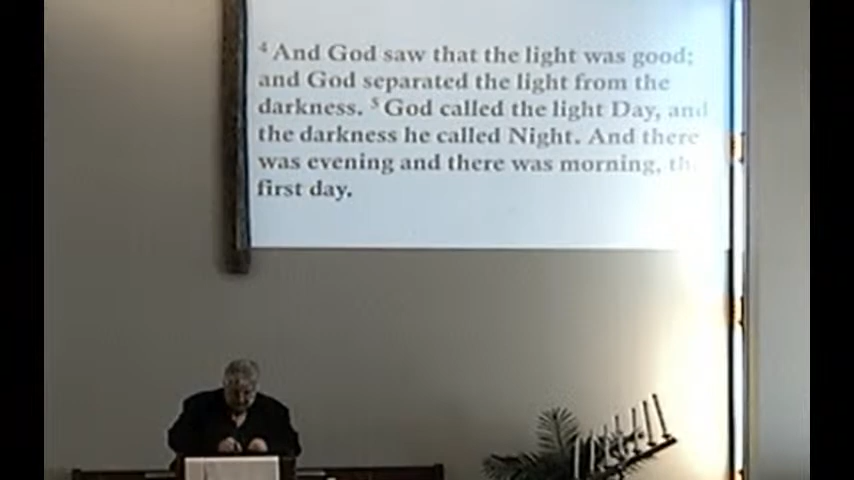 ⁴ And God saw that the light was good;
and God separated the light from the
darkness. ⁵ God called the light Day, and
the darkness he called Night. And there
was evening and there was morning, the
first day.